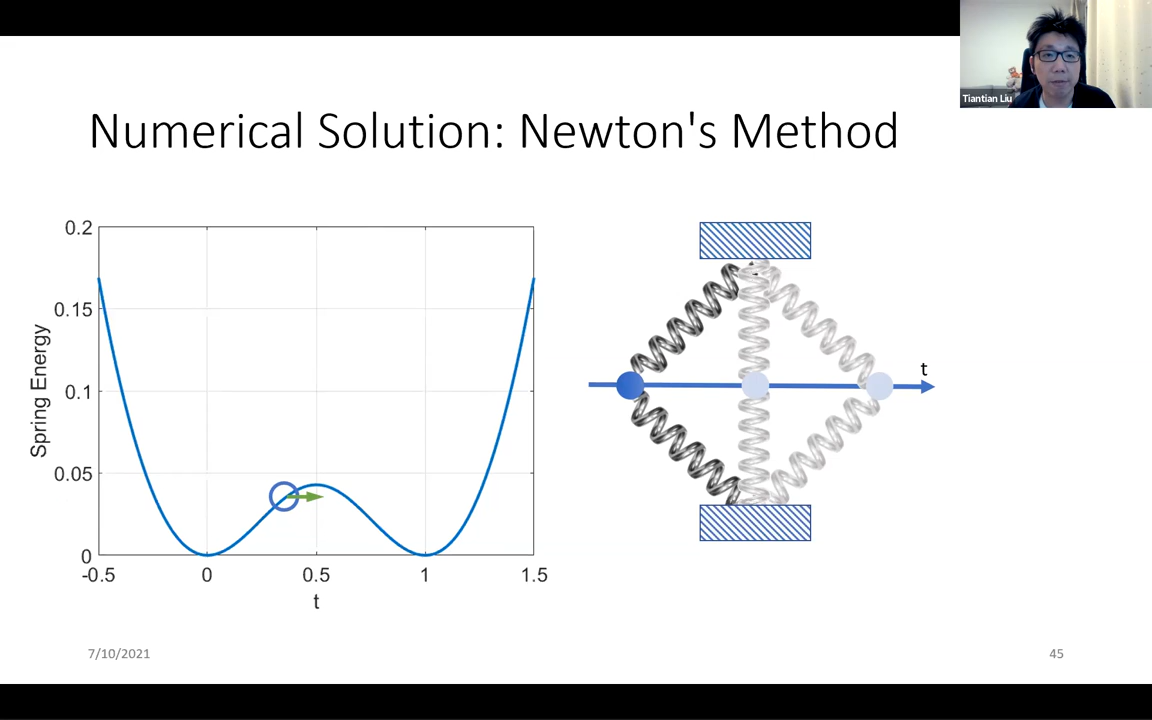 Tiantian Liu
Numerical Solution: Newton's Method
0.2
0.15
0.1
0.05
0
Spring Energy
-0.5
0
0.5
1
1.5
t
t
7/10/2021
45